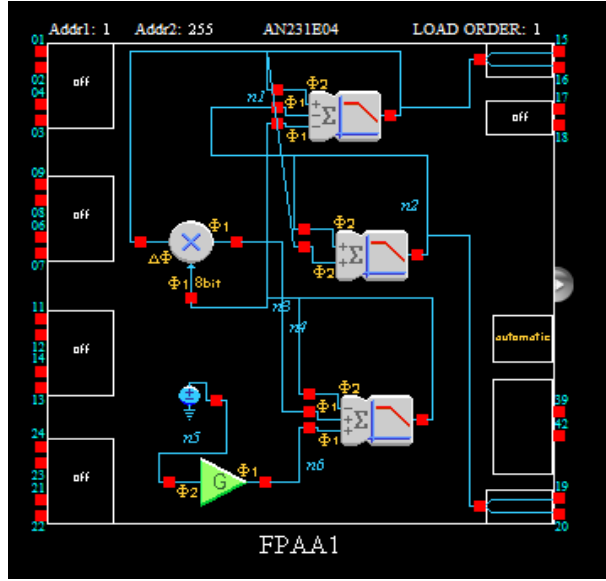 Addr1: 1 Addr2: 255 AN231E04 LOAD ORDER: 1
01 15
02 off Φ2 16
04 n1 Φ1 17
+ − Σ off
03 Φ1 18
09
08 off Φ1 Φ2 n2
06 × + + Σ
07 ΔΦ Φ2
Φ1 8bit
11 n3
12 off n4 automatic
14
13 Φ2 39
− + + Σ
24 n5 Φ1 42
Φ1
23 off G Φ1 n6 19
21 Φ2
22 20
FPAA1